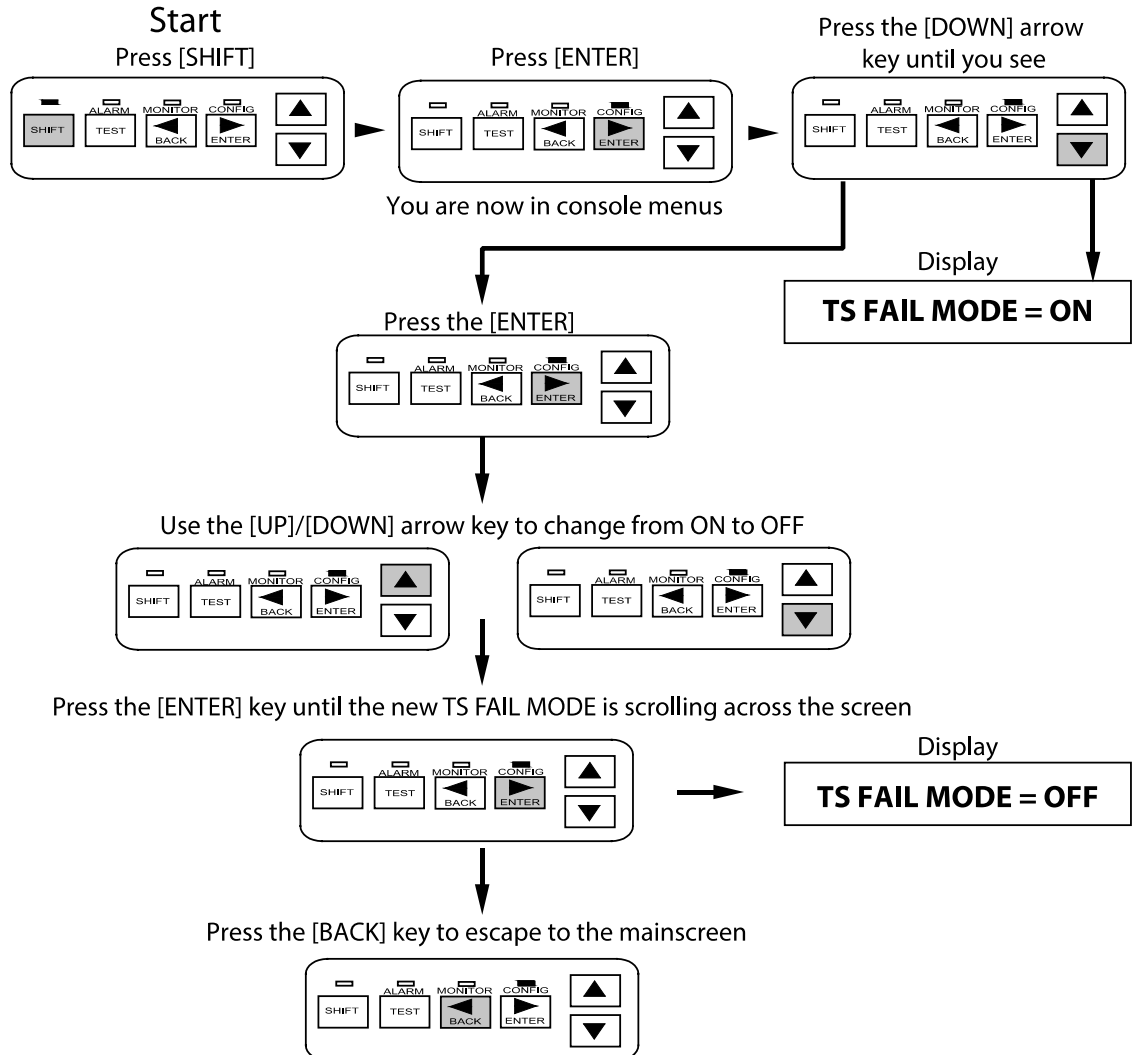 Start
Press [SHIFT]
Press [ENTER]
Press the [DOWN] arrow
key until you see
ALARM MONITOR CONFIG
SHIFT TEST BACK ENTER
ALARM MONITOR CONFIG
SHIFT TEST BACK ENTER
ALARM MONITOR CONFIG
SHIFT TEST BACK ENTER
You are now in console menus
Display
TS FAIL MODE = ON
Press the [ENTER]
ALARM MONITOR CONFIG
SHIFT TEST BACK ENTER
Use the [UP]/[DOWN] arrow key to change from ON to OFF
ALARM MONITOR CONFIG
SHIFT TEST BACK ENTER
ALARM MONITOR CONFIG
SHIFT TEST BACK ENTER
Press the [ENTER] key until the new TS FAIL MODE is scrolling across the screen
ALARM MONITOR CONFIG
SHIFT TEST BACK ENTER
Display
TS FAIL MODE = OFF
Press the [BACK] key to escape to the mainscreen
ALARM MONITOR CONFIG
SHIFT TEST BACK ENTER